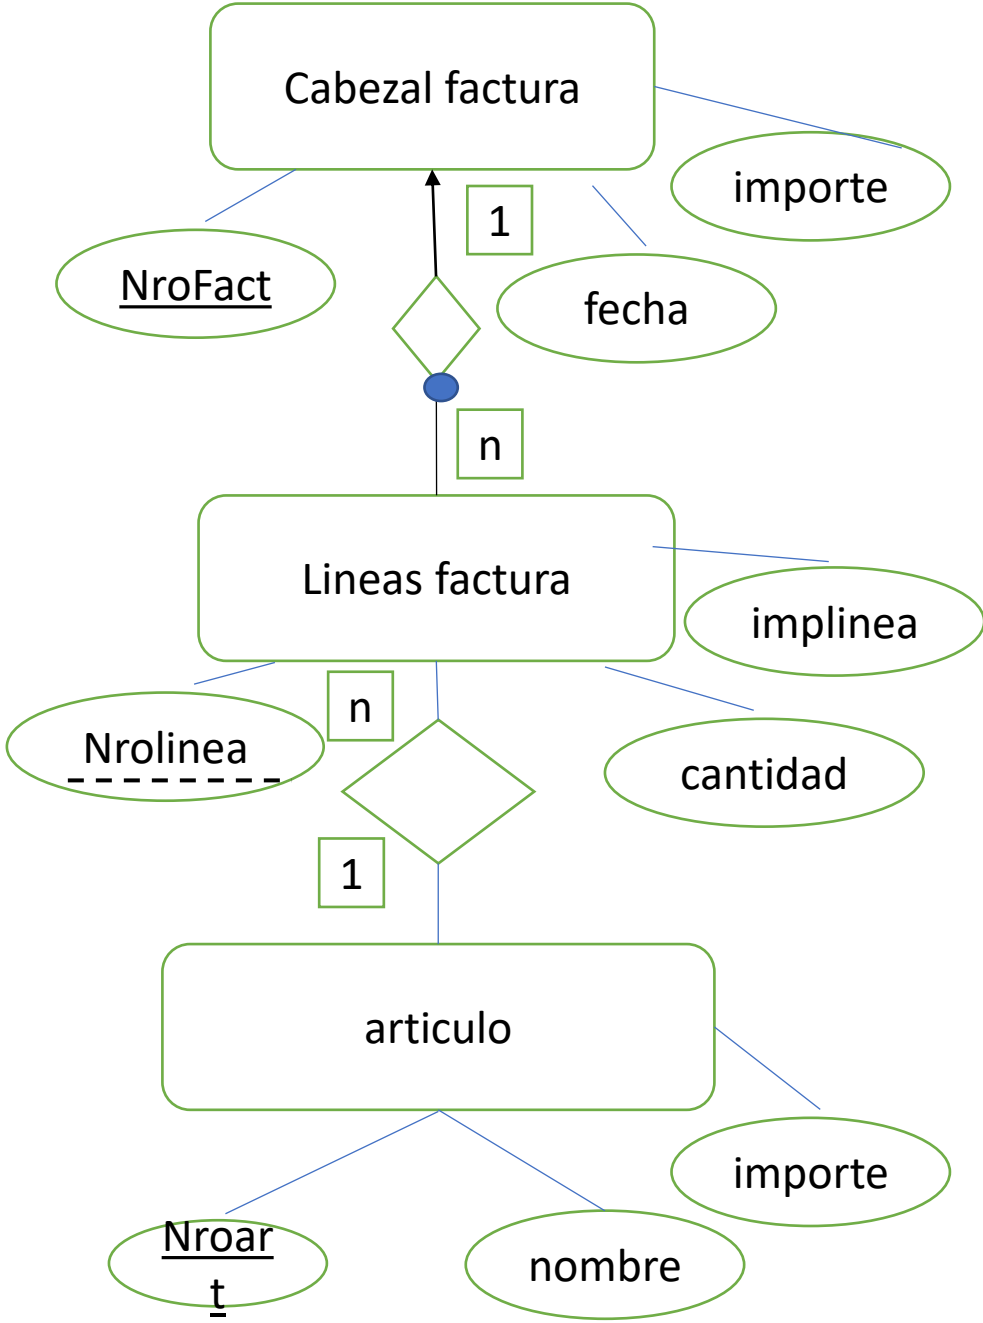 Cabezal factura
importe
1
NroFact
fecha
n
Lineas factura
implinea
n
Nrolinea
cantidad
1
articulo
importe
Nroar
t
nombre